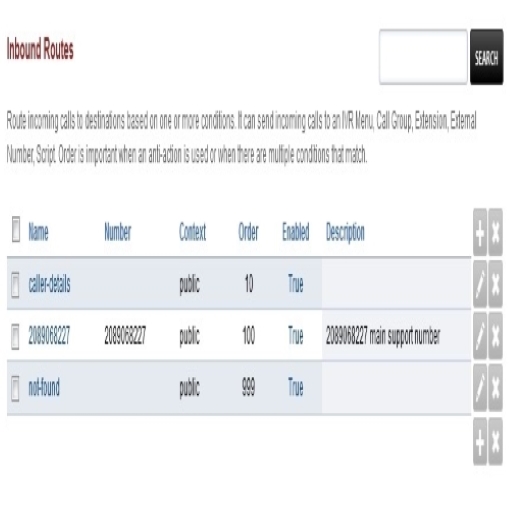 Inbound Routes
SEARCH
Route incoming calls to destinations based on one or more conditions. It can send incoming calls to an IVR Menu, Call Group, Extension, External
Number, Script. Order is important when an anti-action is used or when there are multiple conditions that match.
Name Number Context Order Enabled Description
caller-details public 10 True
2089068227 2089068227 public 100 True 2089068227 main support number
not-found public 999 True